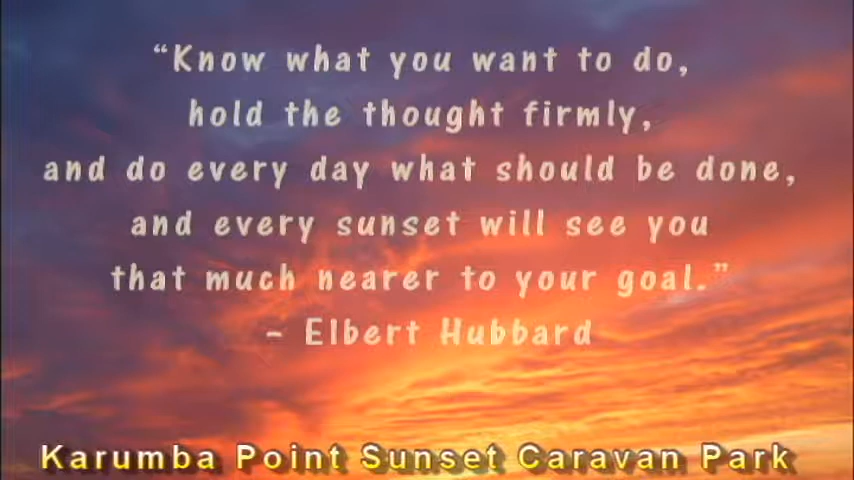 “Know what you want to do,
hold the thought firmly,
and do every day what should be done,
and every sunset will see you
that much nearer to your goal.”
- Elbert Hubbard
Karumba Point Sunset Caravan Park